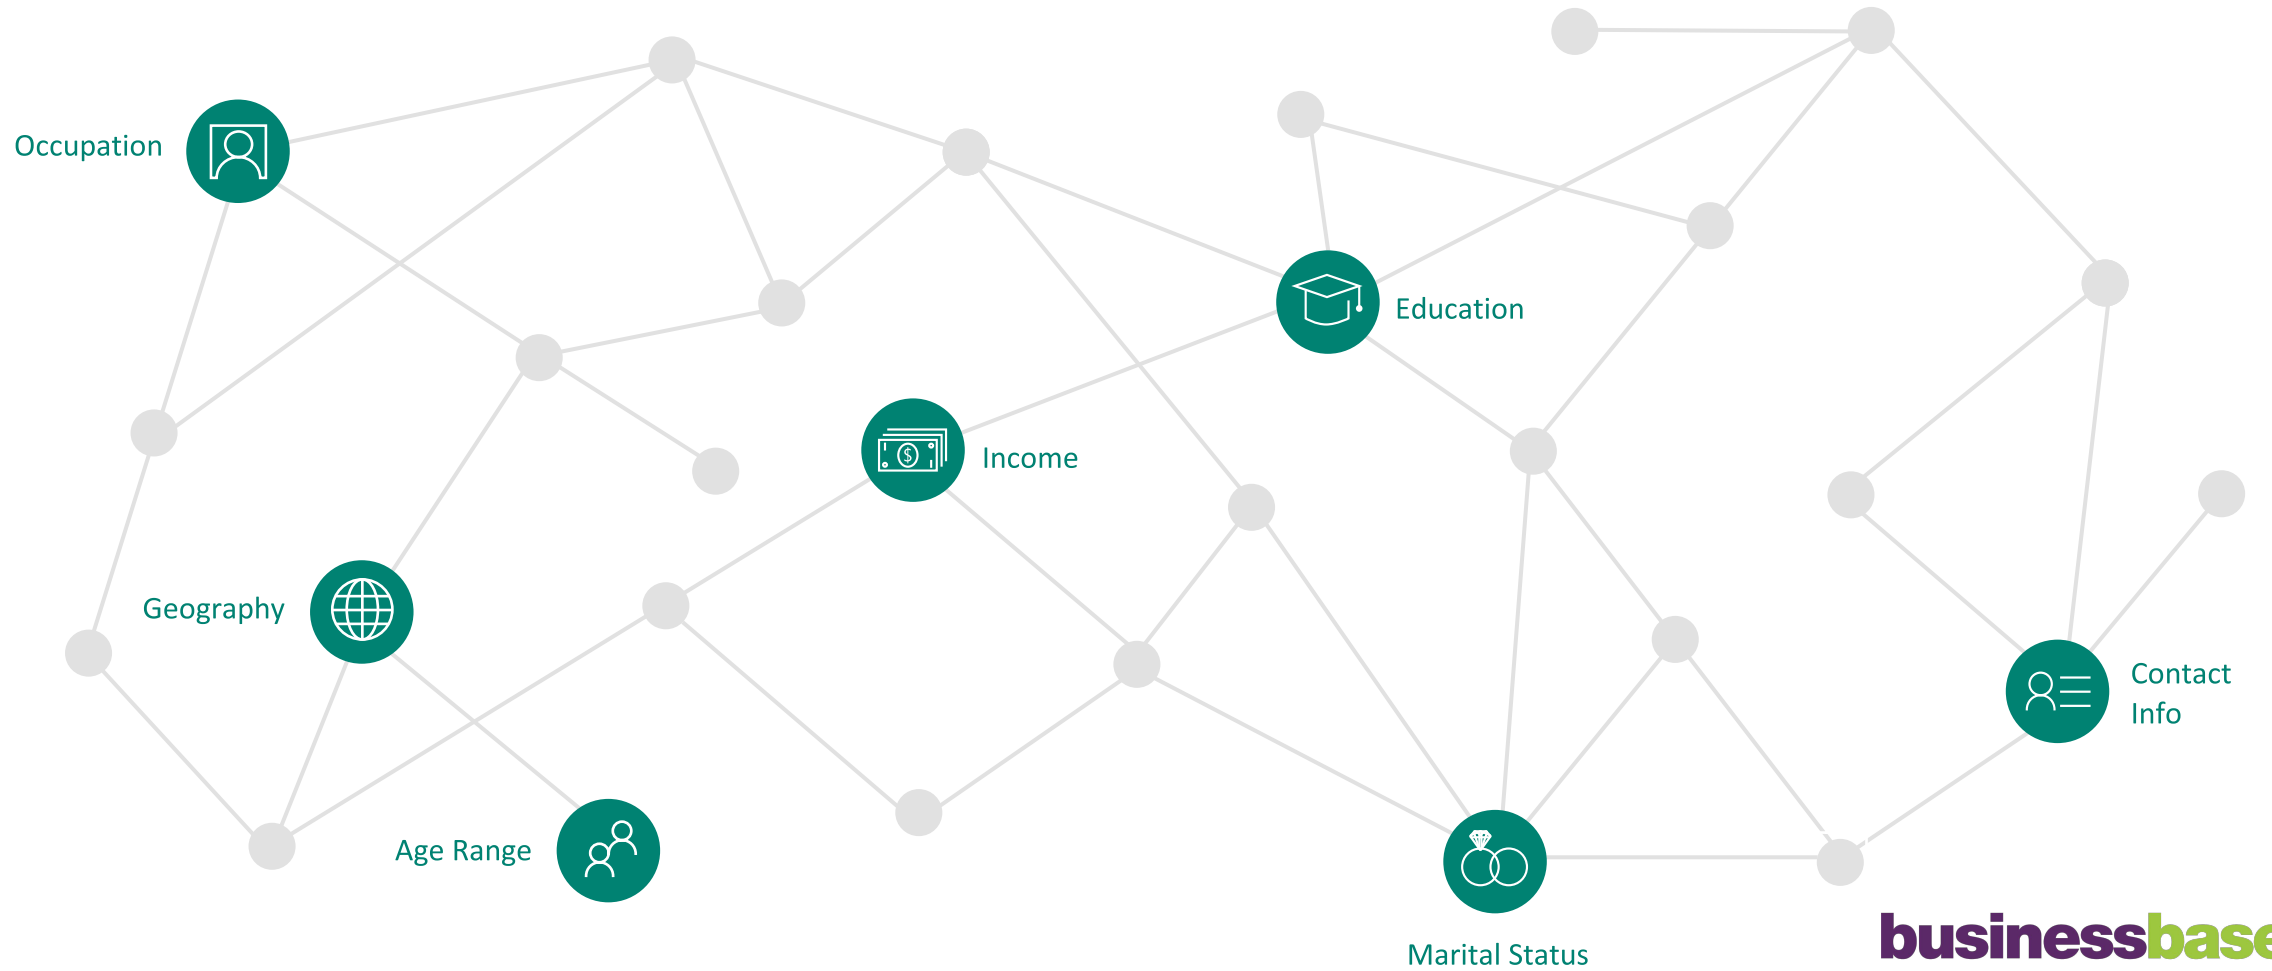 Occupation
Education
Income
Geography
Contact
Info
Age Range
Marital Status
businessbase
$